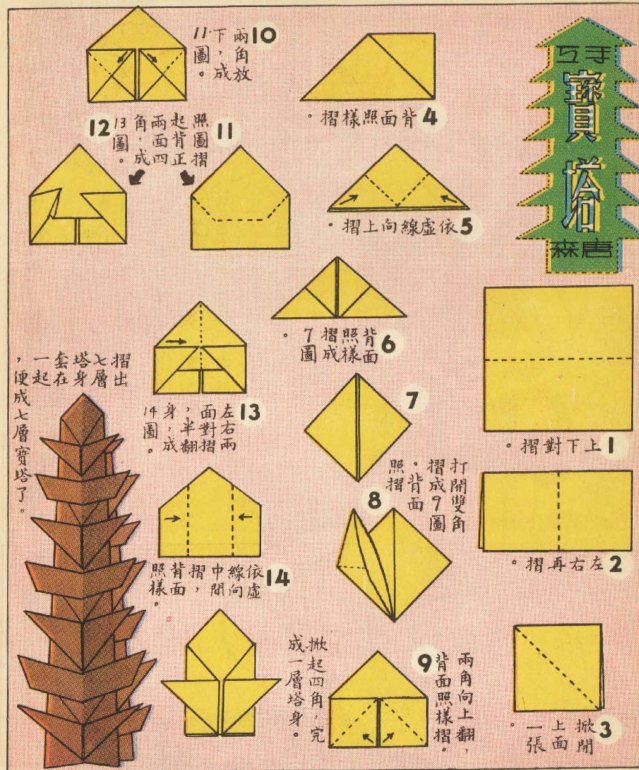 手工
寶塔
唐森
1 上下對摺。
2 左右再摺。
3 掀開
上面
一張。
4 背面照樣摺。
5 依虛線向上摺。
6 背面
照樣
摺成
7圖。
7
8
打開雙角
摺成9圖
。背面
照摺
9 兩角向上翻，
背面照樣摺。
10 兩角放
下，成
11圖。
11
12
照圖摺
起背正
兩面四
角，成
13圖。
13 左右兩
面對摺
，半翻
身，成
14圖。
14 依虛
線向
中間
摺，
背面
照樣。
掀起四角，完
成一層塔身。
摺出
七層
塔身
套在
一起
，便成七層寶塔了。